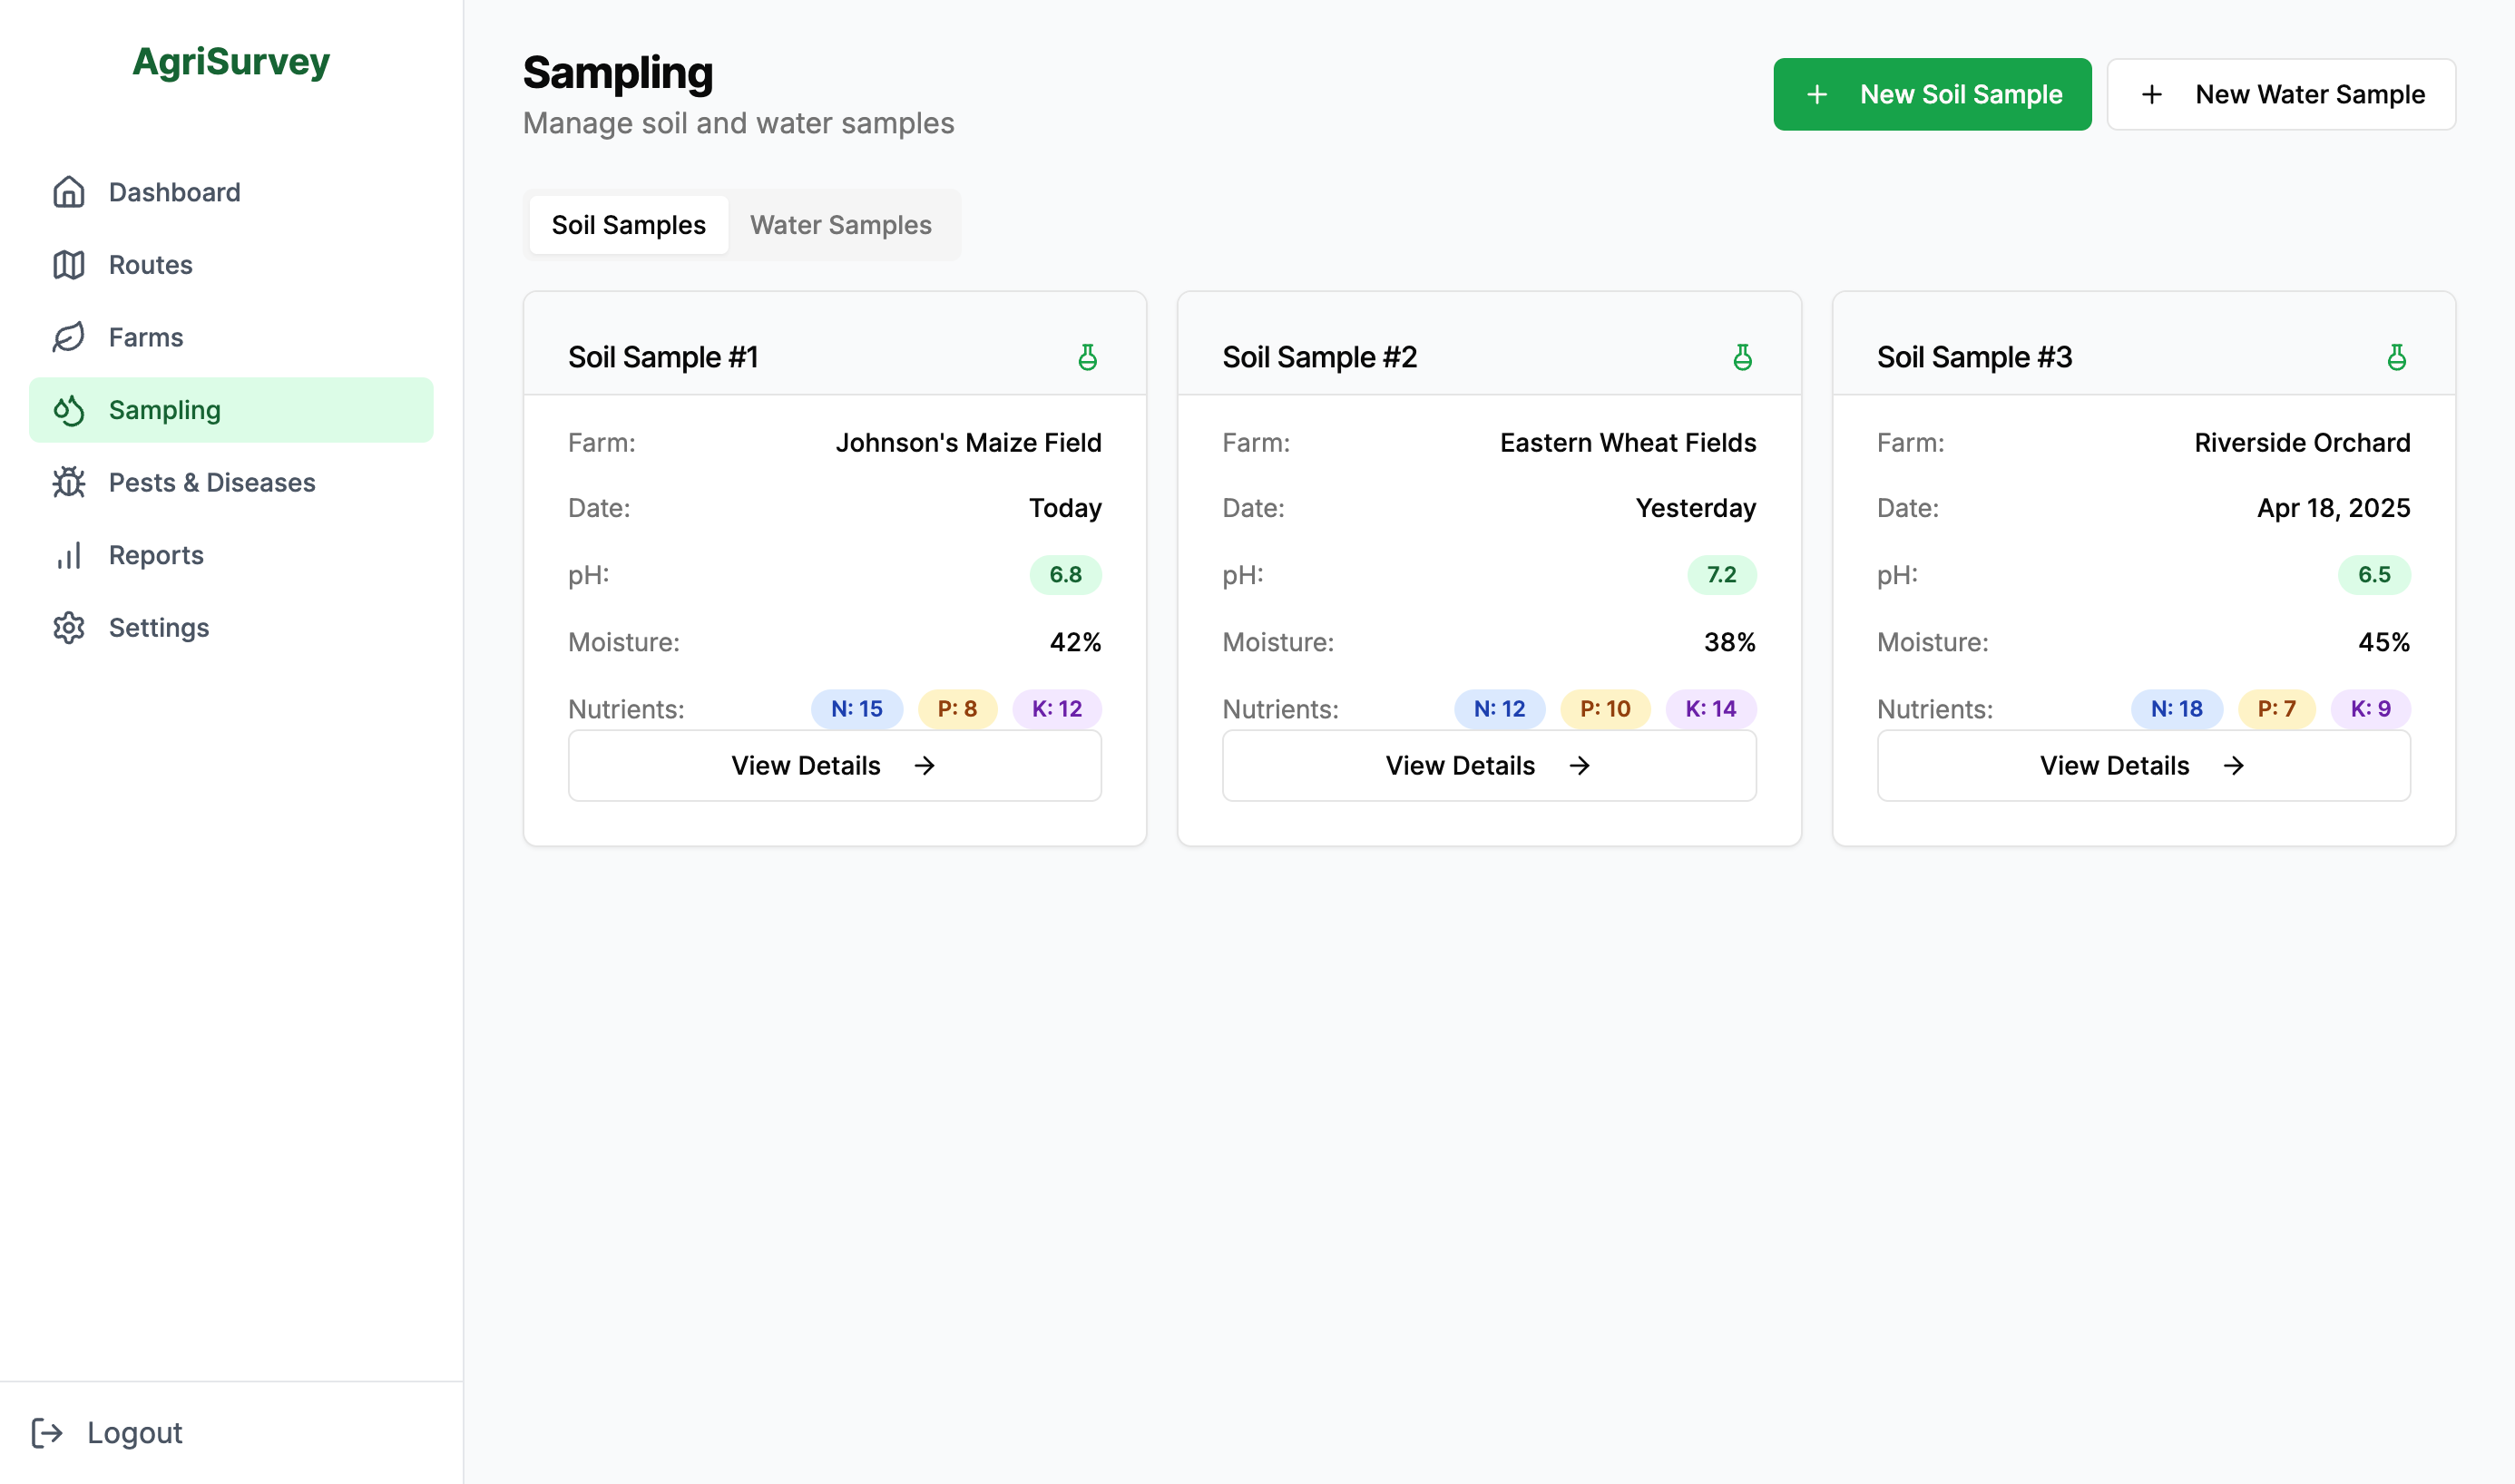 AgriSurvey
Dashboard
Routes
Farms
Sampling
Pests & Diseases
Reports
Settings
Logout
Sampling
Manage soil and water samples
New Soil Sample
New Water Sample
Soil Samples
Water Samples
Soil Sample #1
Farm: Johnson's Maize Field
Date: Today
pH: 6.8
Moisture: 42%
Nutrients: N: 15 P: 8 K: 12
View Details
Soil Sample #2
Farm: Eastern Wheat Fields
Date: Yesterday
pH: 7.2
Moisture: 38%
Nutrients: N: 12 P: 10 K: 14
View Details
Soil Sample #3
Farm: Riverside Orchard
Date: Apr 18, 2025
pH: 6.5
Moisture: 45%
Nutrients: N: 18 P: 7 K: 9
View Details